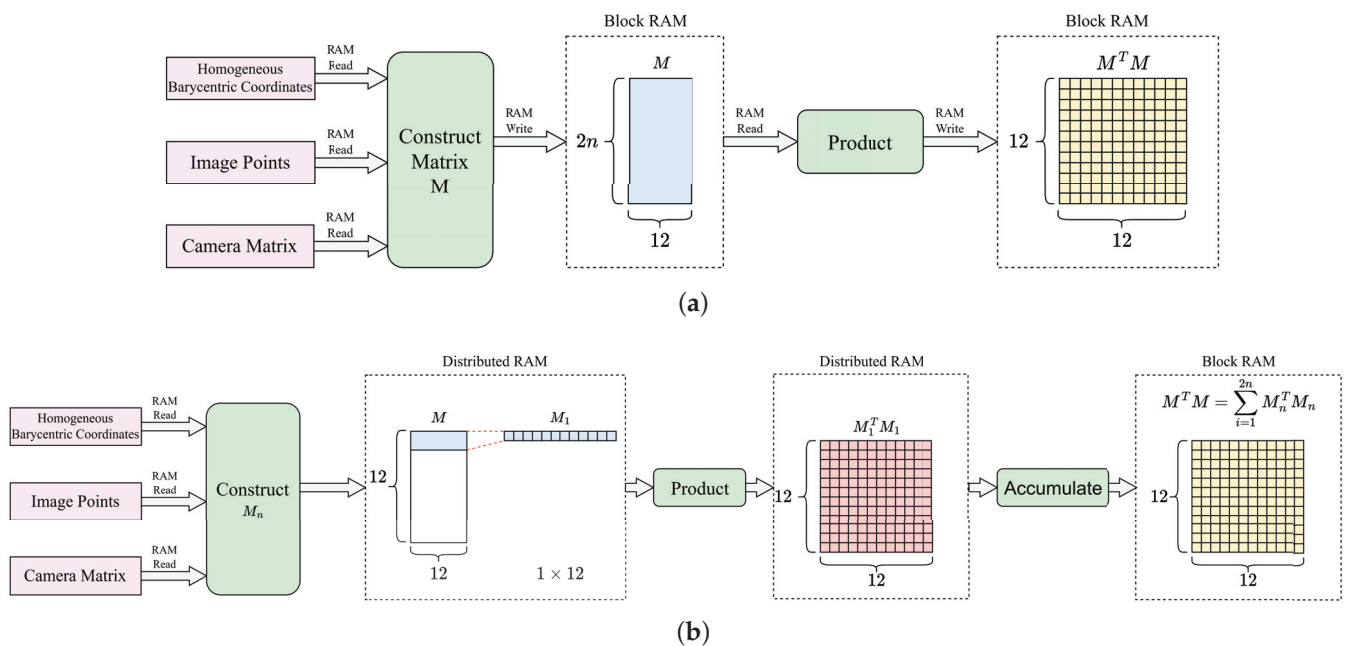 (a)
Block RAM
Block RAM
Homogeneous
Barycentric Coordinates
RAM
Read
Image Points
RAM
Read
Camera Matrix
RAM
Read
Construct
Matrix
M
RAM
Write
M
2n
12
RAM
Read
Product
RAM
Write
M^T M
12
12
(a)
Distributed RAM
Distributed RAM
Block RAM
Homogeneous
Barycentric Coordinates
RAM
Read
Image Points
RAM
Read
Camera Matrix
RAM
Read
Construct
M_n
M
M_1
12
12
1 × 12
Product
M_1^T M_1
12
12
Accumulate
M^T M = \sum_{i=1}^{2n} M_n^T M_n
12
12
(b)